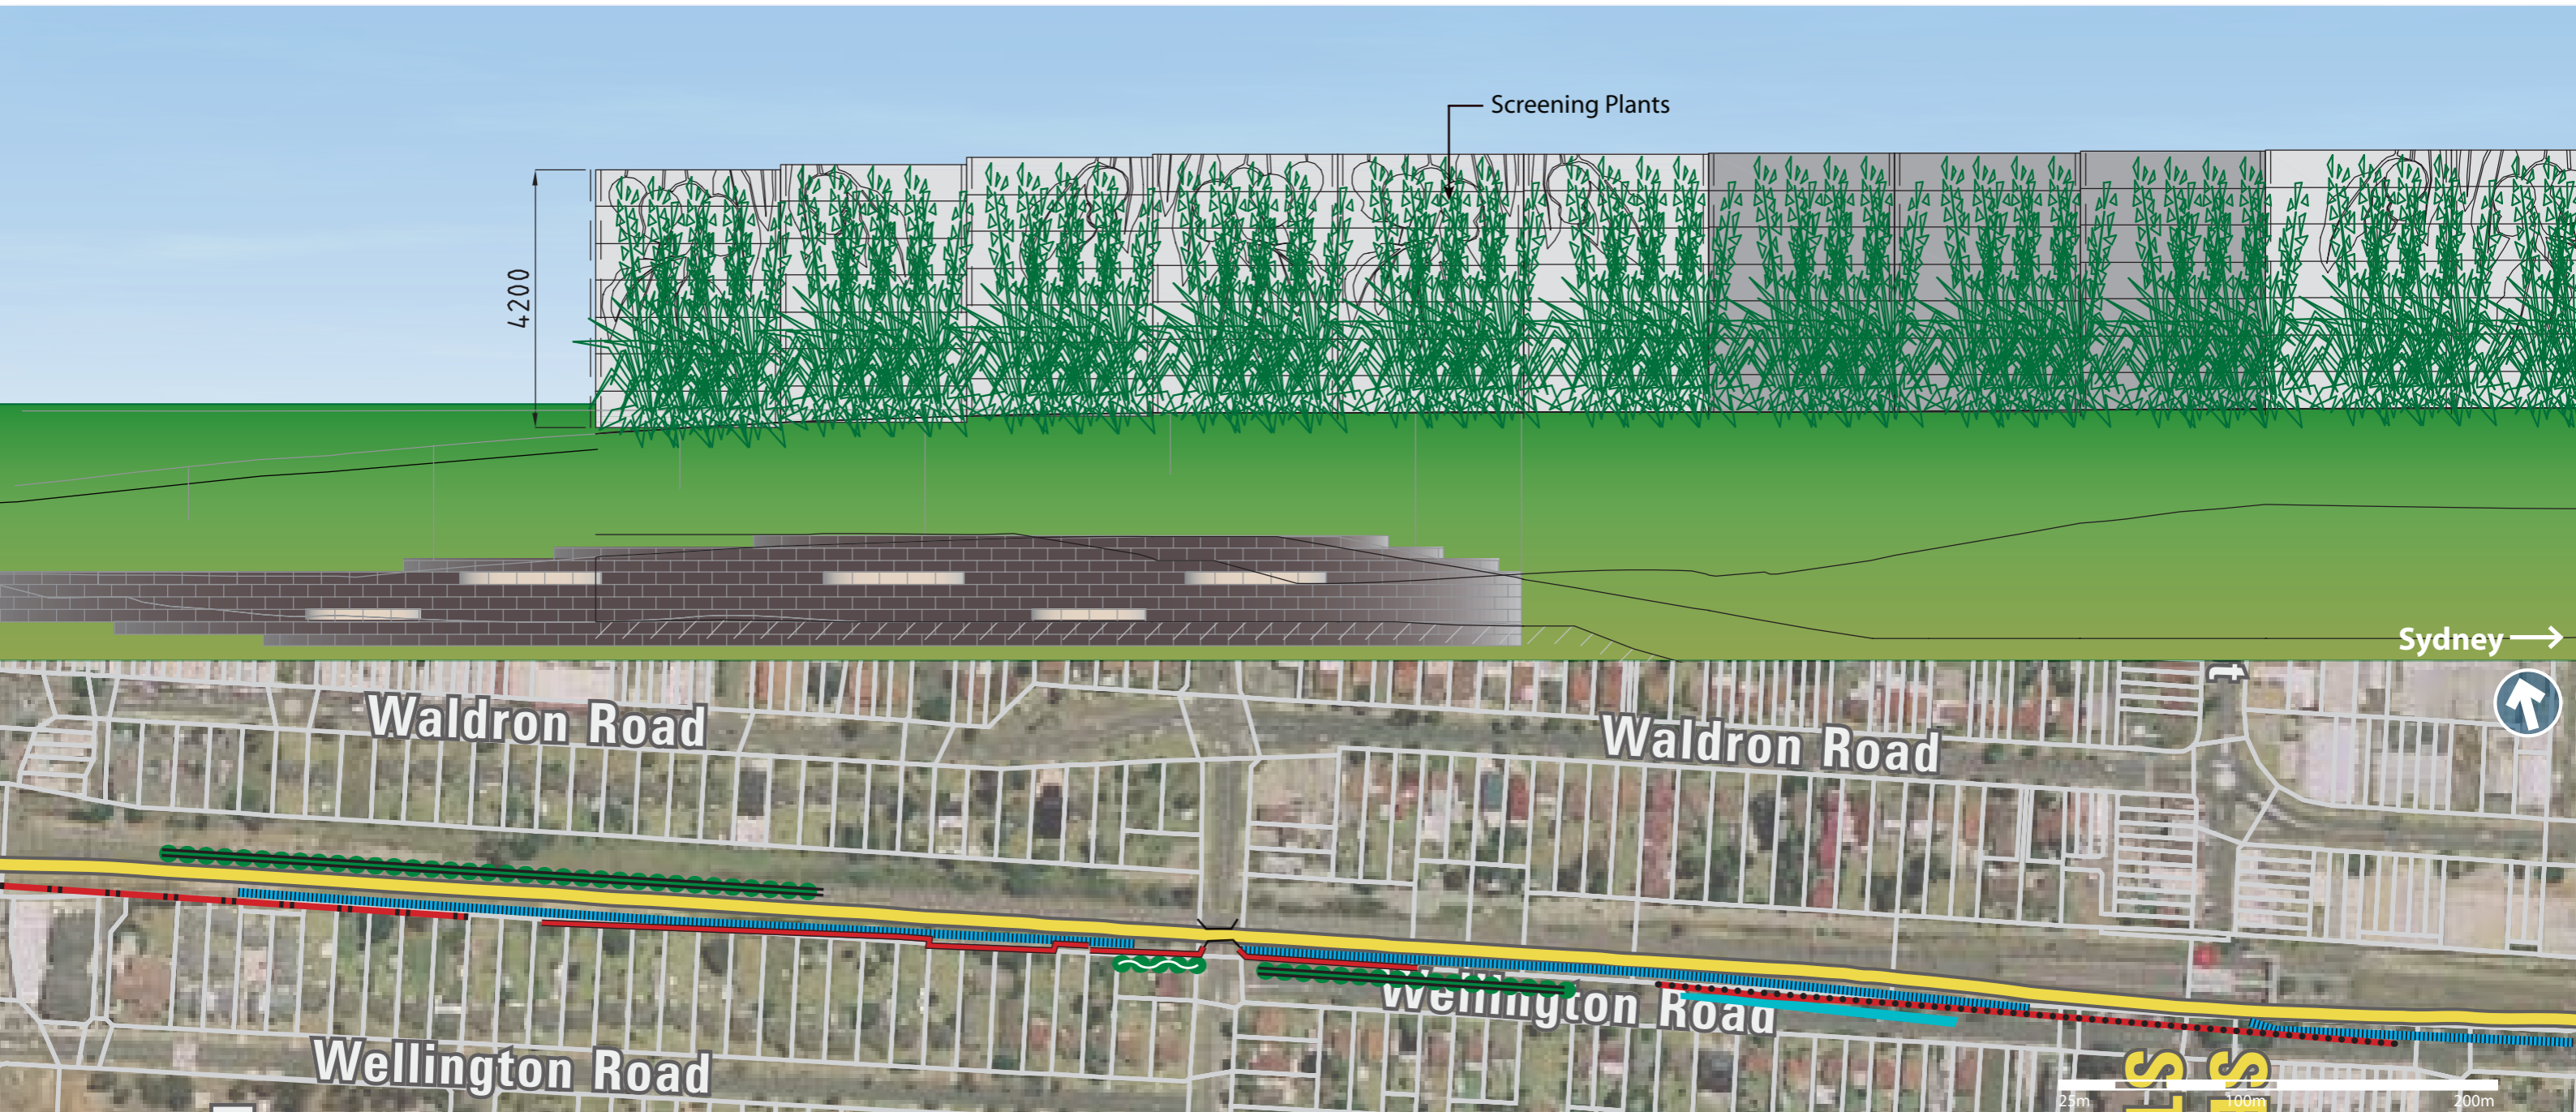 Screening Plants
4200
Sydney
Waldron Road
Waldron Road
Wellington Road
Wellington Road
25m 100m 200m